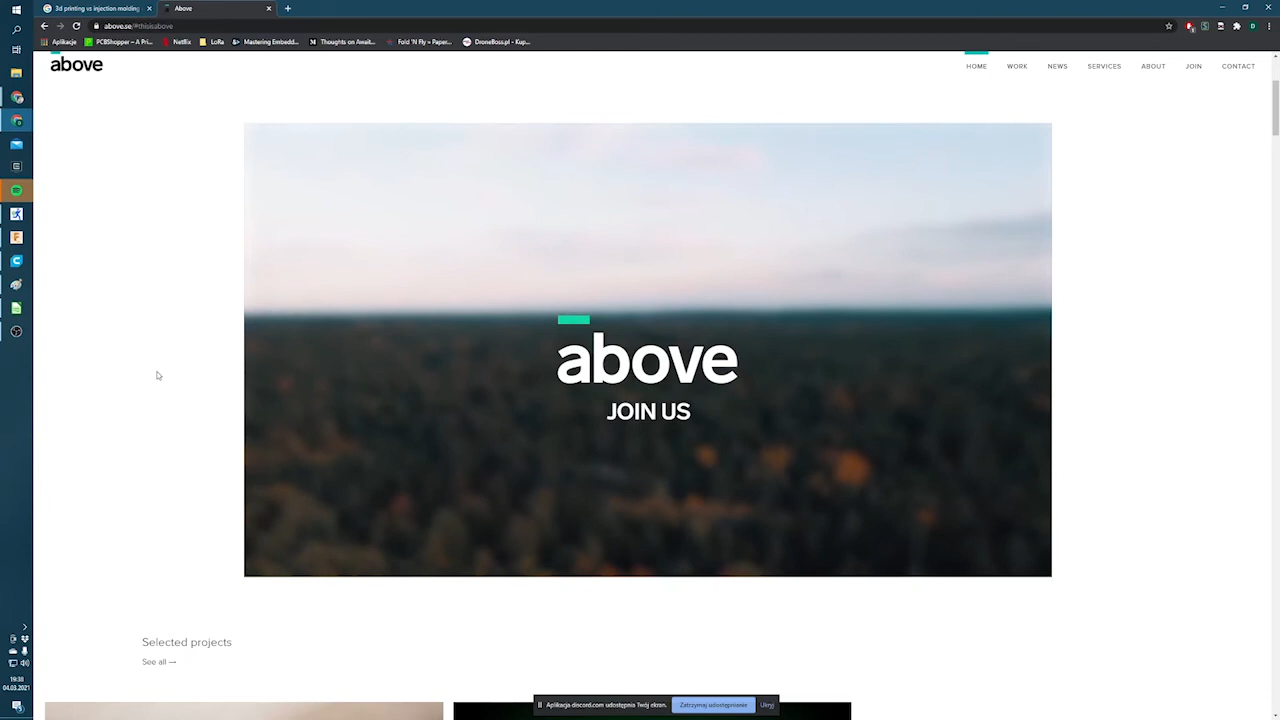 3d printing vs injection molding
Above
above.se/#thisisabove
Aplikacje
PCBShopper – A Pri...
Netflix
LoRa
Mastering Embedd...
Thoughts on Await...
Fold 'N Fly » Paper...
DroneBoss.pl - Kup...
above
HOME
WORK
NEWS
SERVICES
ABOUT
JOIN
CONTACT
above
JOIN US
Selected projects
See all →
19:38
04.03.2021
Aplikacja discord.com udostępnia Twój ekran.
Zatrzymaj udostępnianie
Ukryj